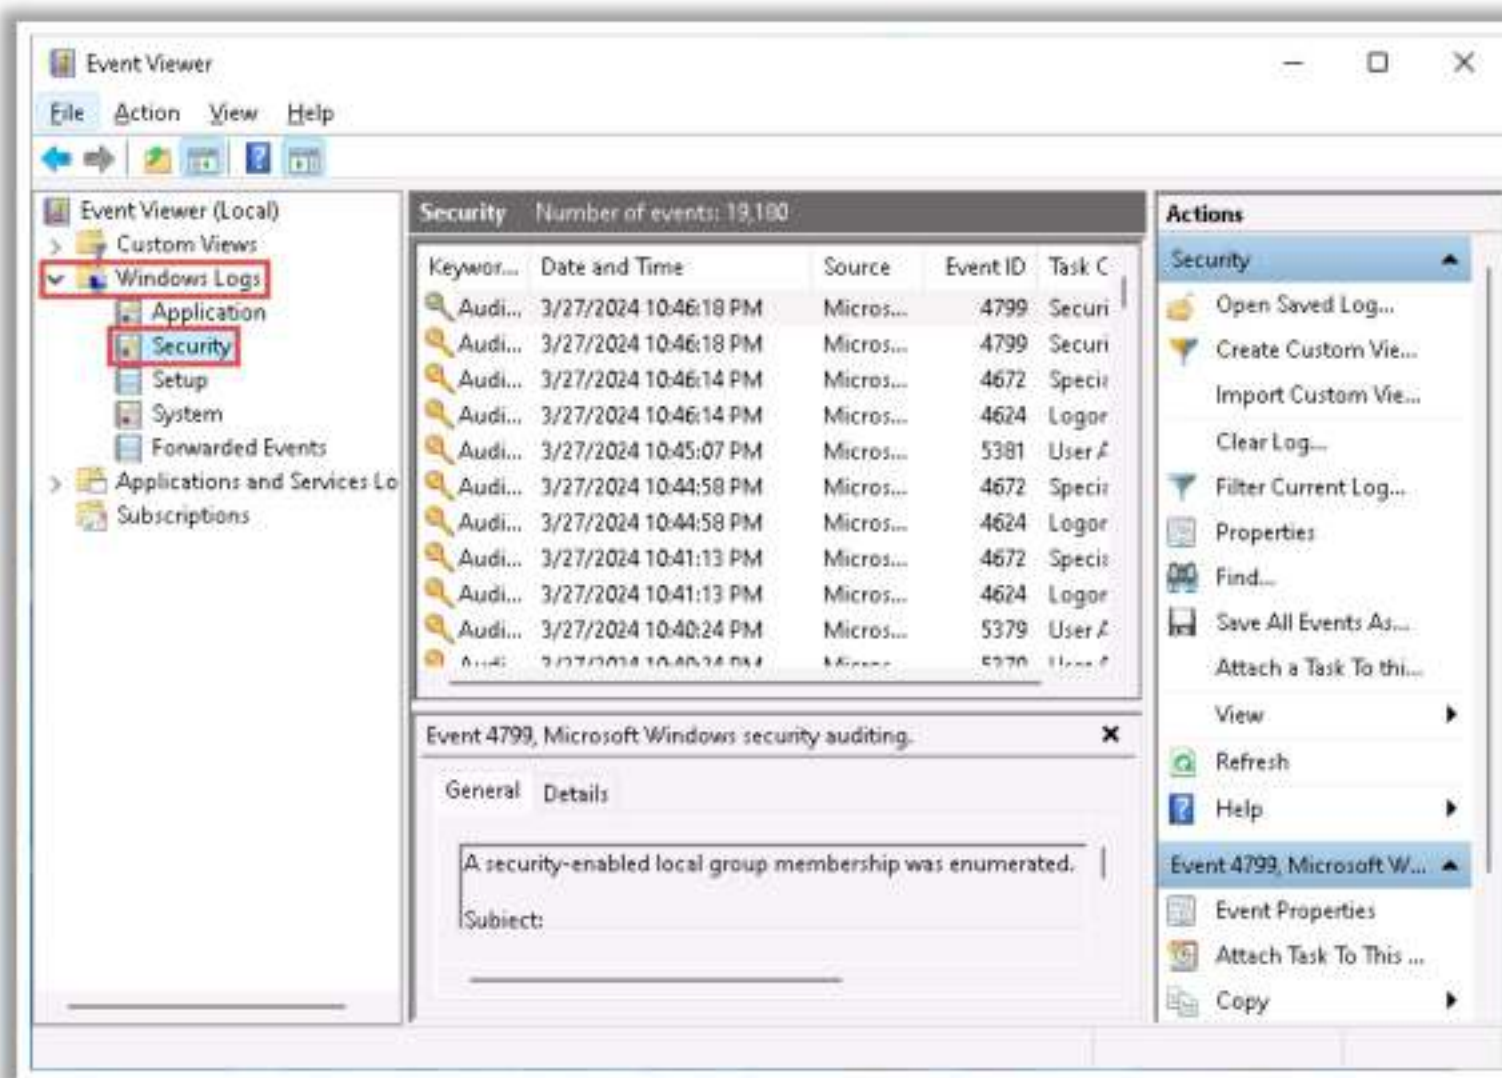 Event Viewer
File Action View Help
Event Viewer (Local)
Custom Views
Windows Logs
Application
Security
Setup
System
Forwarded Events
Applications and Services Lo
Subscriptions
Security Number of events: 19,180
Keywor... Date and Time Source Event ID Task C
Audi... 3/27/2024 10:46:18 PM Micros... 4799 Securi
Audi... 3/27/2024 10:46:18 PM Micros... 4799 Securi
Audi... 3/27/2024 10:46:14 PM Micros... 4672 Speci
Audi... 3/27/2024 10:46:14 PM Micros... 4624 Logor
Audi... 3/27/2024 10:45:07 PM Micros... 5381 User A
Audi... 3/27/2024 10:44:58 PM Micros... 4672 Speci
Audi... 3/27/2024 10:44:58 PM Micros... 4624 Logor
Audi... 3/27/2024 10:41:13 PM Micros... 4672 Speci
Audi... 3/27/2024 10:41:13 PM Micros... 4624 Logor
Audi... 3/27/2024 10:40:24 PM Micros... 5379 User A
Event 4799, Microsoft Windows security auditing.
General Details
A security-enabled local group membership was enumerated.
Subject:
Actions
Security
Open Saved Log...
Create Custom Vie...
Import Custom Vie...
Clear Log...
Filter Current Log...
Properties
Find...
Save All Events As...
Attach a Task To thi...
View
Refresh
Help
Event 4799, Microsoft W...
Event Properties
Attach Task To This ...
Copy